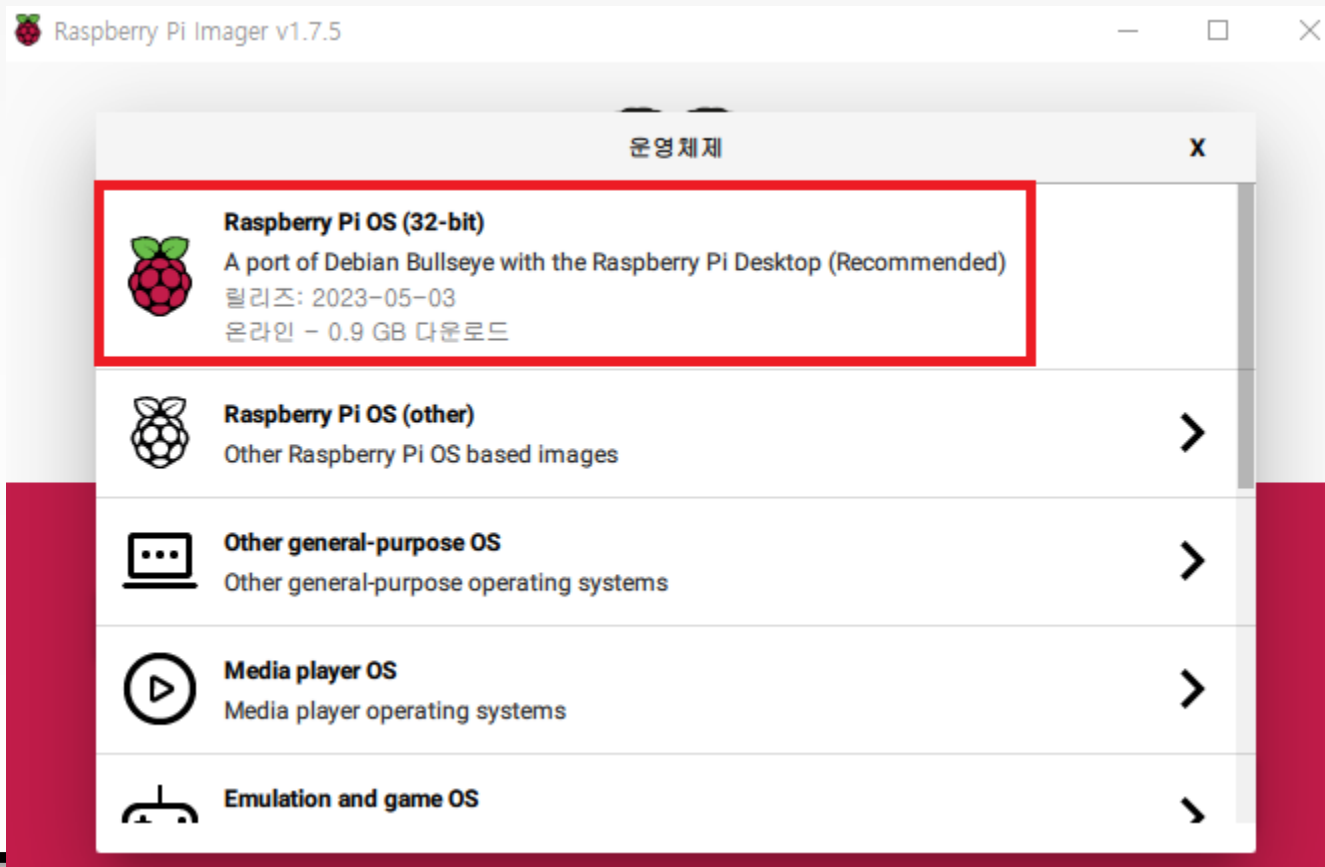 Raspberry Pi Imager v1.7.5
운영체제 X
Raspberry Pi OS (32-bit)
A port of Debian Bullseye with the Raspberry Pi Desktop (Recommended)
릴리즈: 2023-05-03
온라인 - 0.9 GB 다운로드
Raspberry Pi OS (other)
Other Raspberry Pi OS based images
Other general-purpose OS
Other general-purpose operating systems
Media player OS
Media player operating systems
Emulation and game OS